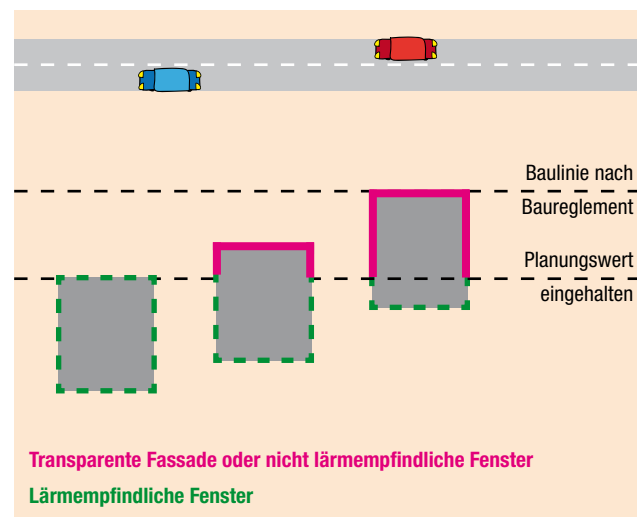 Baulinie nach
Baureglement
Planungswert
eingehalten
Transparente Fassade oder nicht lärmempfindliche Fenster
Lärmempfindliche Fenster